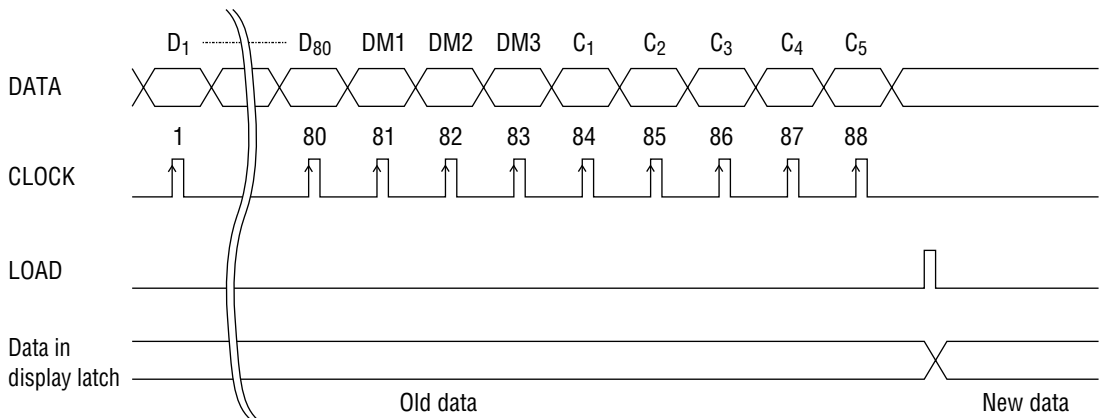 D₁ D₈₀ DM1 DM2 DM3 C₁ C₂ C₃ C₄ C₅
DATA
1 80 81 82 83 84 85 86 87 88
CLOCK
LOAD
Data in
display latch
Old data New data